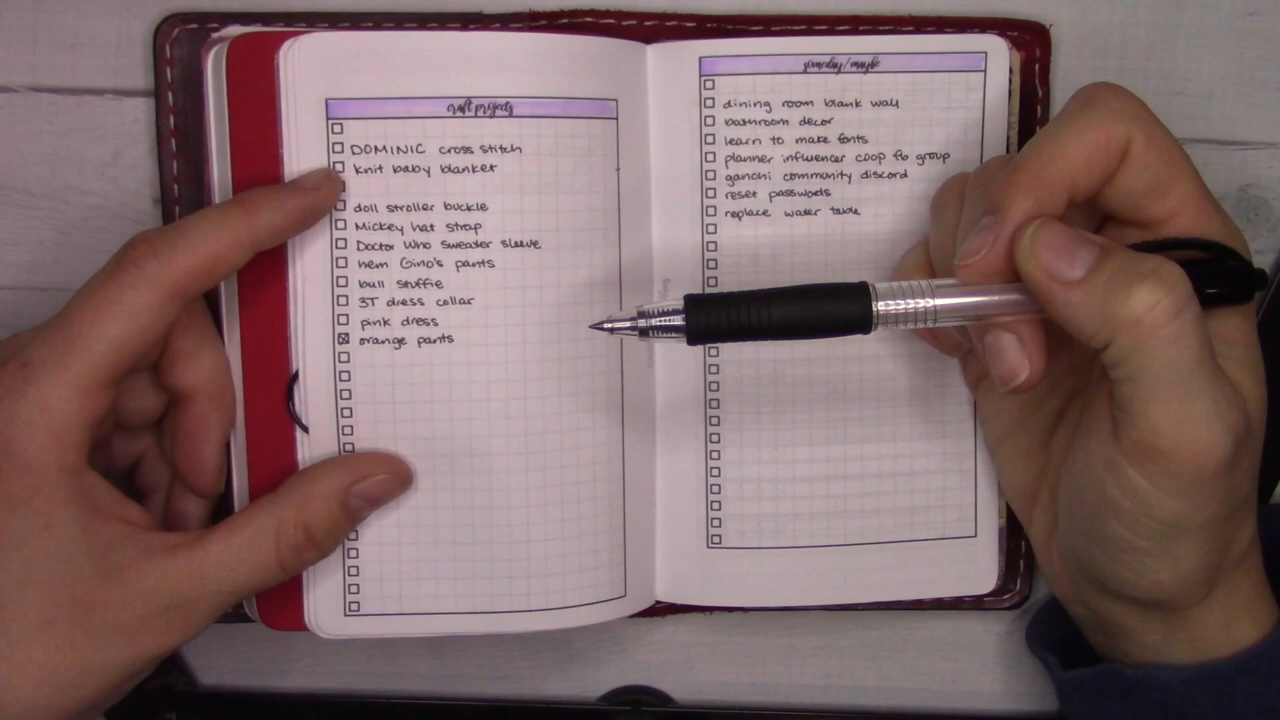 craft projects
DOMINIC cross stitch
knit baby blanket
doll stroller buckle
Mickey hat strap
Doctor Who sweater sleeve
hem Gino's pants
bull stuffie
3T dress collar
pink dress
orange pants
someday/maybe
dining room blank wall
bathroom decor
learn to make fonts
planner influencer coop fb group
ganchi community discord
reset passwords
replace water table